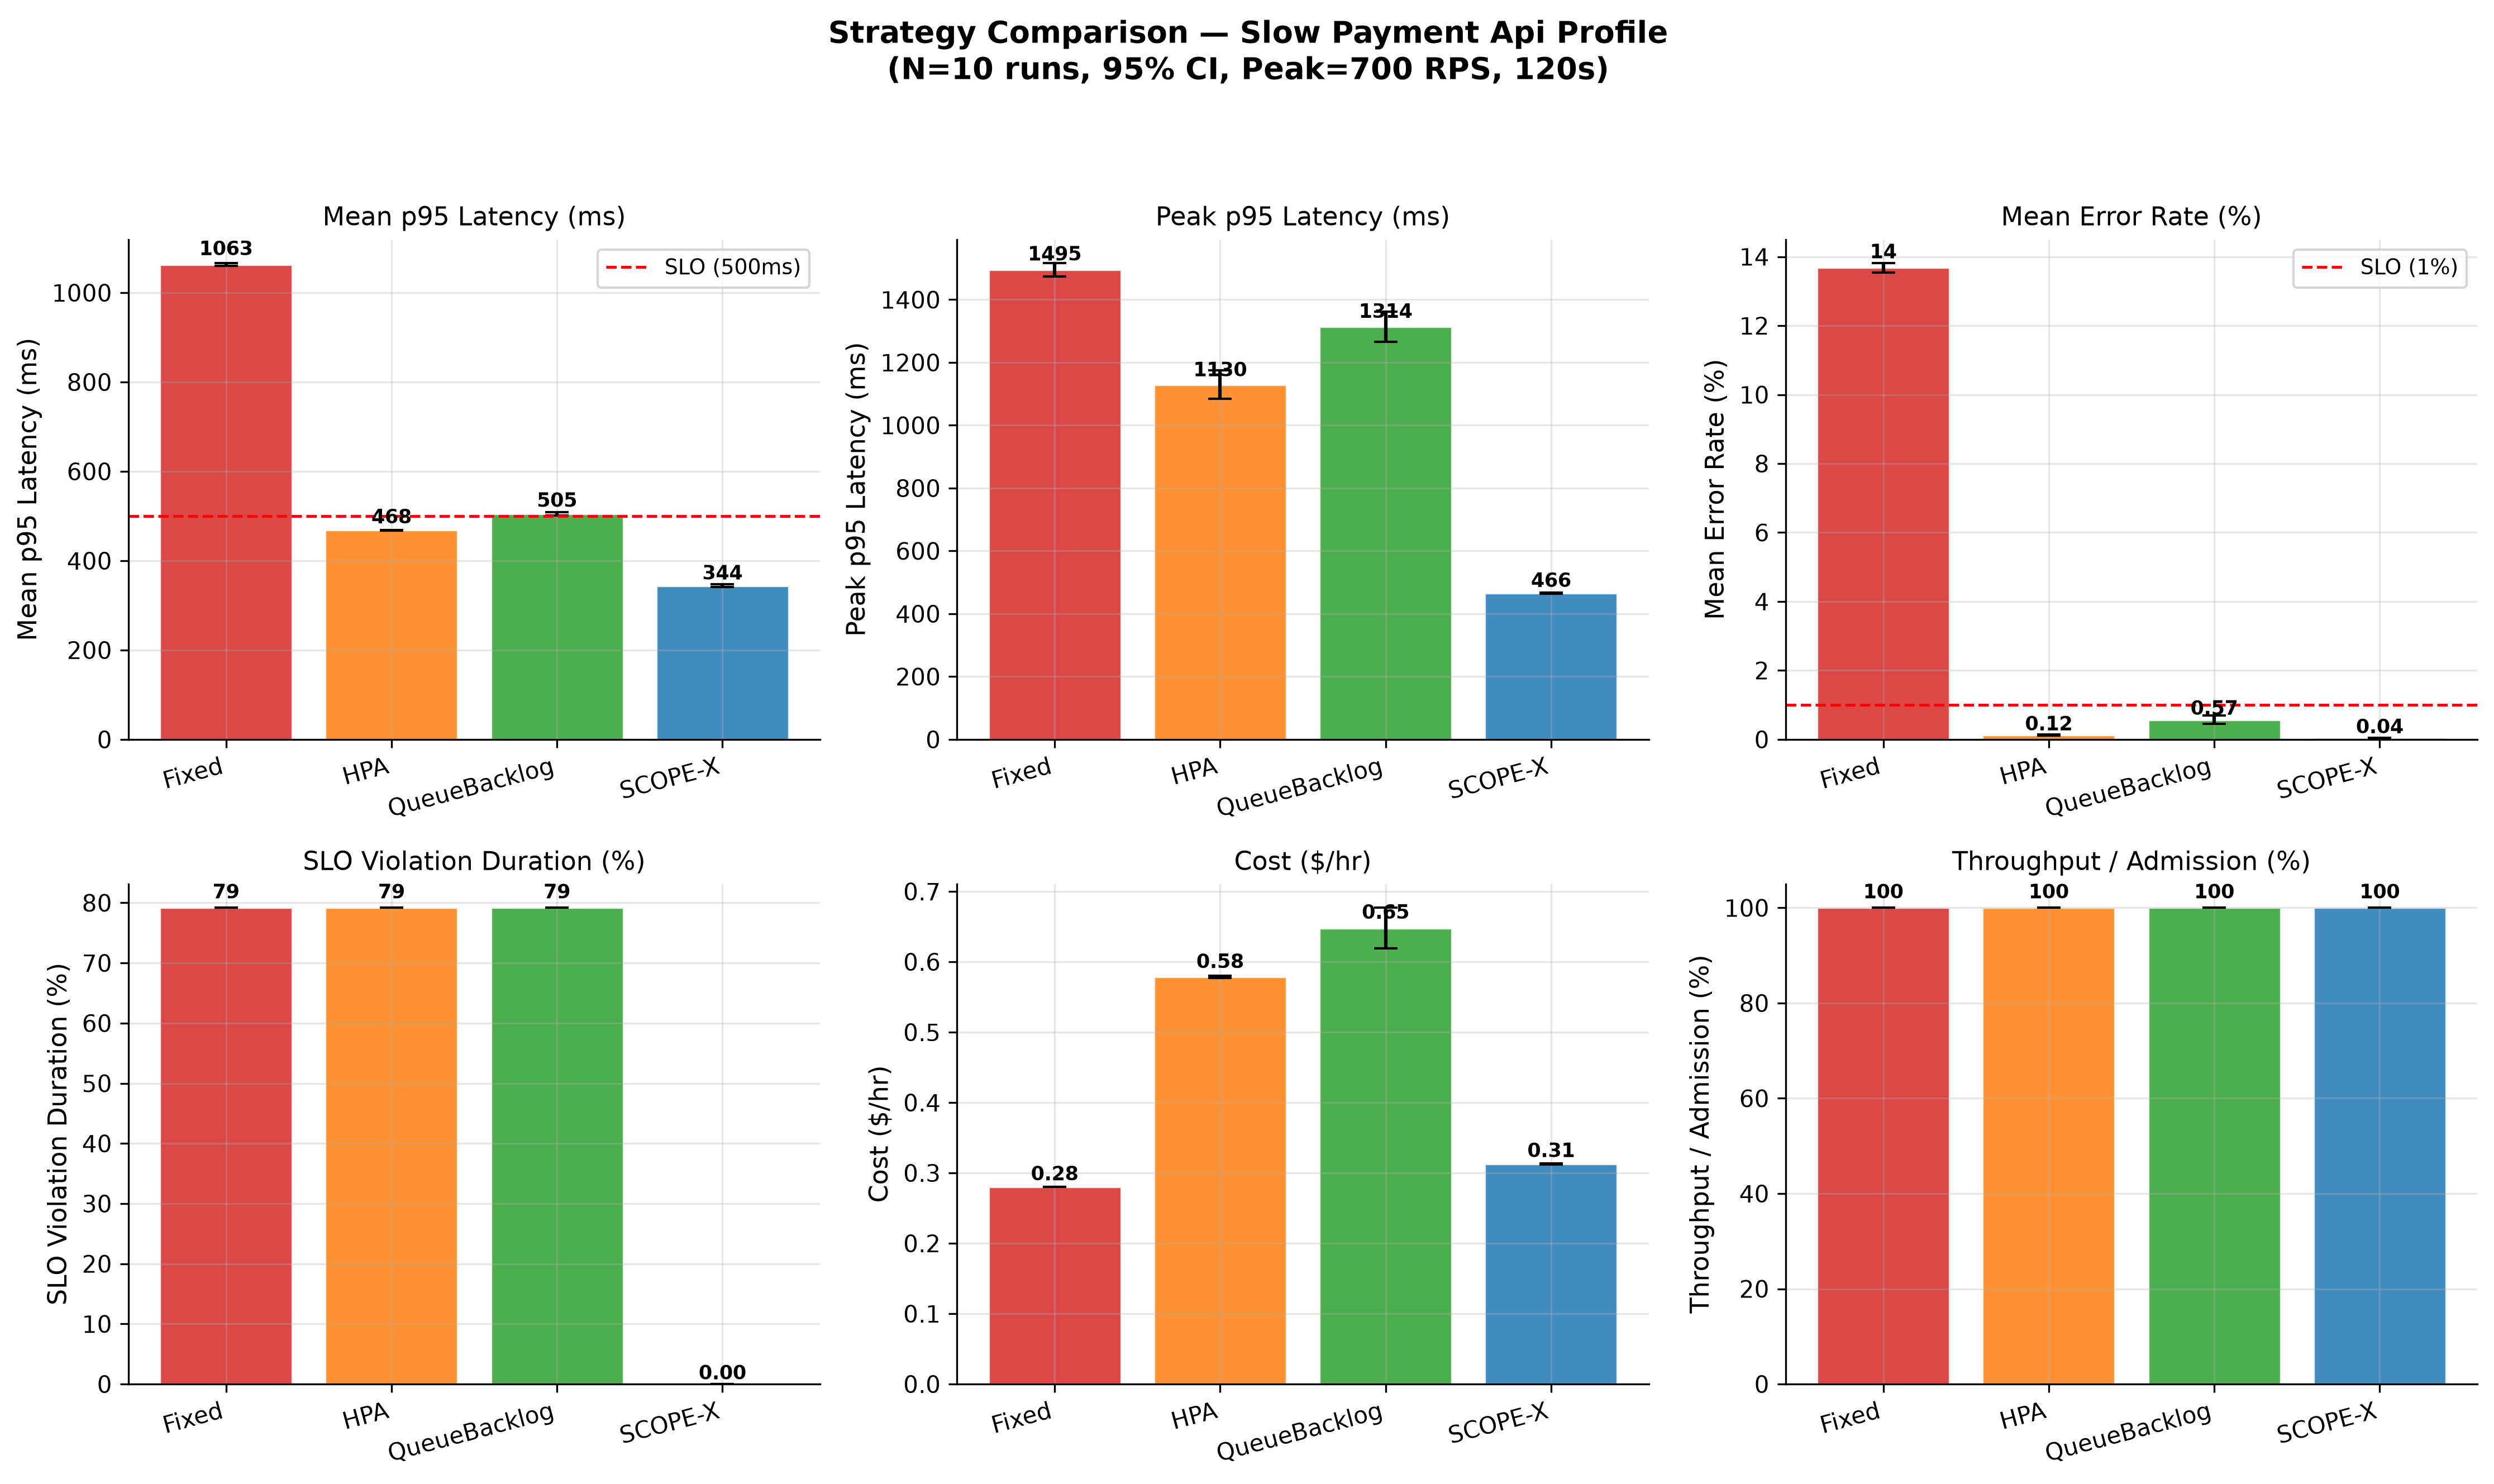 Strategy Comparison — Slow Payment Api Profile
(N=10 runs, 95% CI, Peak=700 RPS, 120s)
Mean p95 Latency (ms)
Mean p95 Latency (ms)
1000
800
600
400
200
0
1063
468
505
344
SLO (500ms)
Fixed
HPA
QueueBacklog
SCOPE-X
Peak p95 Latency (ms)
Peak p95 Latency (ms)
1400
1200
1000
800
600
400
200
0
1495
1130
1314
466
Fixed
HPA
QueueBacklog
SCOPE-X
Mean Error Rate (%)
Mean Error Rate (%)
14
12
10
8
6
4
2
0
14
0.12
0.57
0.04
SLO (1%)
Fixed
HPA
QueueBacklog
SCOPE-X
SLO Violation Duration (%)
SLO Violation Duration (%)
80
70
60
50
40
30
20
10
0
79
79
79
0.00
Fixed
HPA
QueueBacklog
SCOPE-X
Cost ($/hr)
Cost ($/hr)
0.7
0.6
0.5
0.4
0.3
0.2
0.1
0.0
0.28
0.58
0.65
0.31
Fixed
HPA
QueueBacklog
SCOPE-X
Throughput / Admission (%)
Throughput / Admission (%)
100
80
60
40
20
0
100
100
100
100
Fixed
HPA
QueueBacklog
SCOPE-X